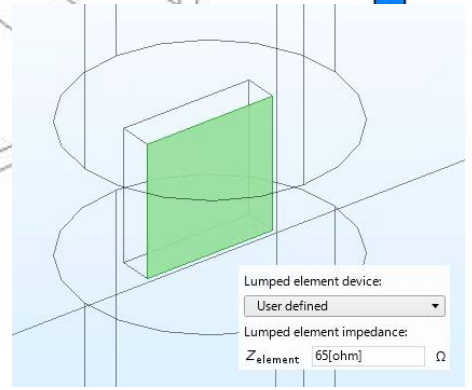 Lumped element device:
User defined
Lumped element impedance:
Zelement 65[ohm] Ω